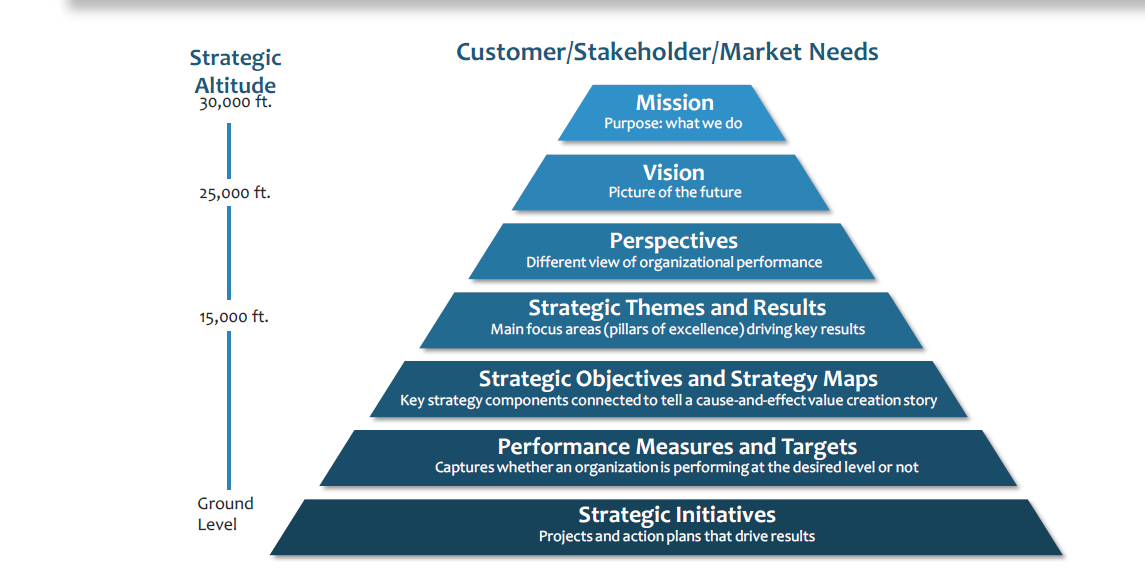 Strategic
Altitude
30,000 ft.
25,000 ft.
15,000 ft.
Ground
Level
Customer/Stakeholder/Market Needs
Mission
Purpose: what we do
Vision
Picture of the future
Perspectives
Different view of organizational performance
Strategic Themes and Results
Main focus areas (pillars of excellence) driving key results
Strategic Objectives and Strategy Maps
Key strategy components connected to tell a cause-and-effect value creation story
Performance Measures and Targets
Captures whether an organization is performing at the desired level or not
Strategic Initiatives
Projects and action plans that drive results